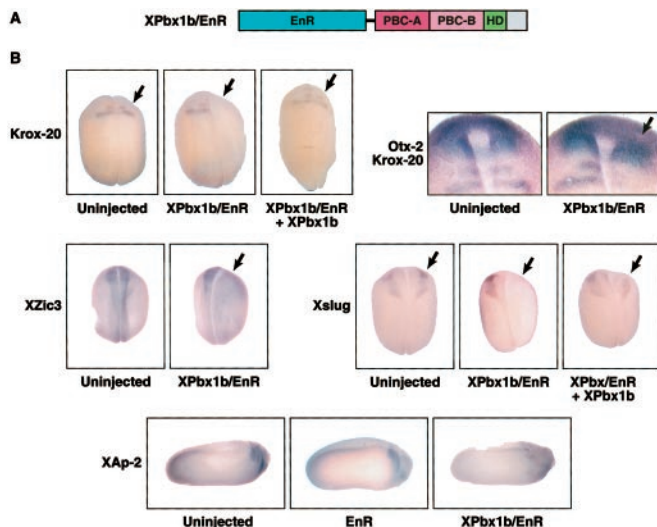 A
XPbx1b/EnR
EnR
PBC-A
PBC-B
HD
B
Krox-20
Uninjected
XPbx1b/EnR
XPbx1b/EnR
+ XPbx1b
Otx-2
Krox-20
Uninjected
XPbx1b/EnR
XZic3
Uninjected
XPbx1b/EnR
Xslug
Uninjected
XPbx1b/EnR
XPbx/EnR
+ XPbx1b
XAp-2
Uninjected
EnR
XPbx1b/EnR